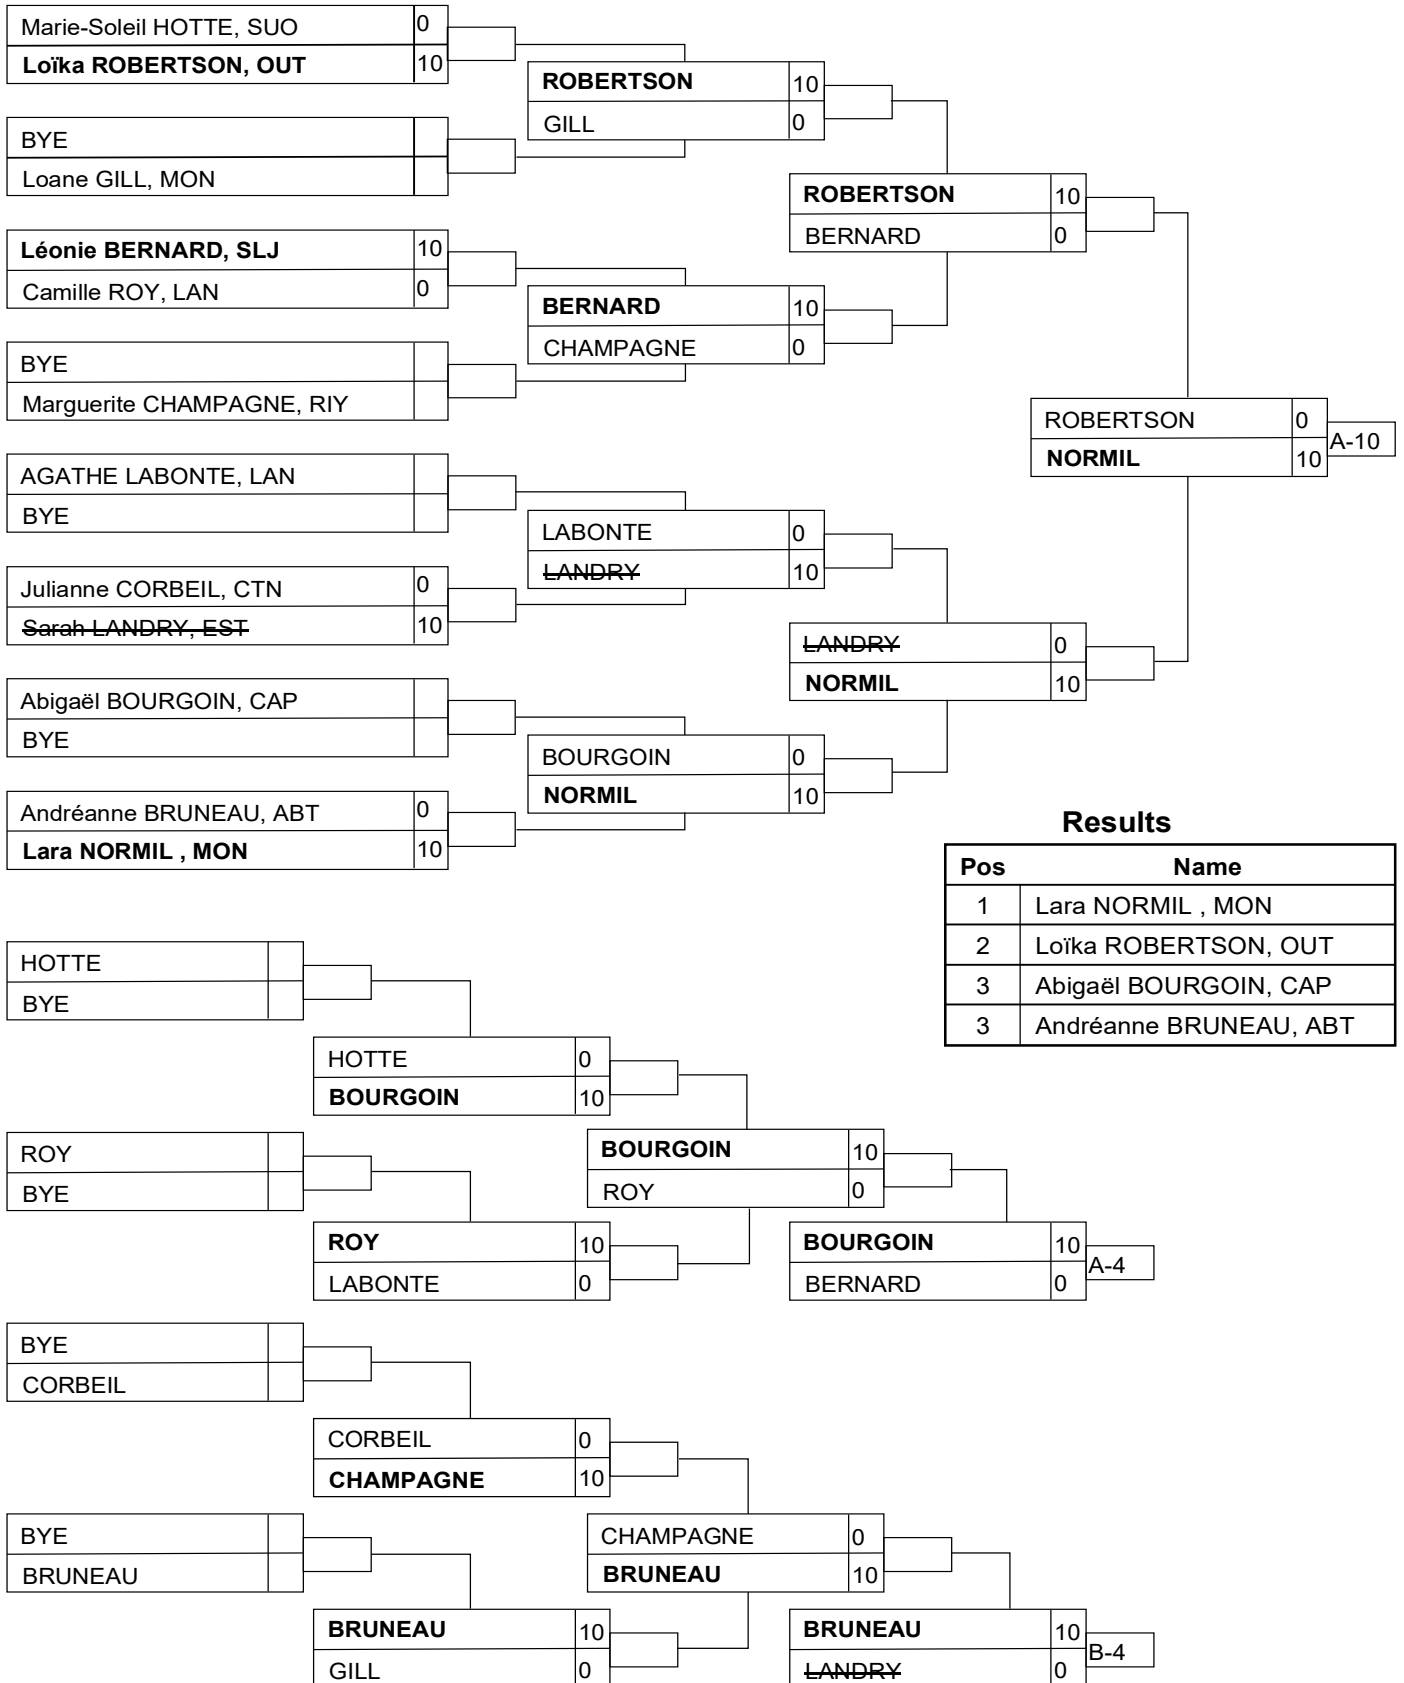 Marie-Soleil HOTTE, SUO 0
Loïka ROBERTSON, OUT 10
ROBERTSON 10
GILL 0
BYE
Loane GILL, MON
ROBERTSON 10
BERNARD 0
Léonie BERNARD, SLJ 10
Camille ROY, LAN 0
BERNARD 10
CHAMPAGNE 0
BYE
Marguerite CHAMPAGNE, RIY
ROBERTSON 0
NORMIL 10
A-10
AGATHE LABONTE, LAN
BYE
LABONTE 0
LANDRY 10
Julianne CORBEIL, CTN 0
Sarah LANDRY, EST 10
LANDRY 0
NORMIL 10
Abigaël BOURGOIN, CAP
BYE
BOURGOIN 0
NORMIL 10
Andréanne BRUNEAU, ABT 0
Lara NORMIL , MON 10
Results
Pos Name
1 Lara NORMIL , MON
2 Loïka ROBERTSON, OUT
3 Abigaël BOURGOIN, CAP
3 Andréanne BRUNEAU, ABT
HOTTE
BYE
HOTTE 0
BOURGOIN 10
ROY
BYE
BOURGOIN 10
ROY 0
ROY 10
LABONTE 0
BOURGOIN 10
BERNARD 0
A-4
BYE
CORBEIL
CORBEIL 0
CHAMPAGNE 10
BYE
BRUNEAU
CHAMPAGNE 0
BRUNEAU 10
BRUNEAU 10
GILL 0
BRUNEAU 10
LANDRY 0
B-4